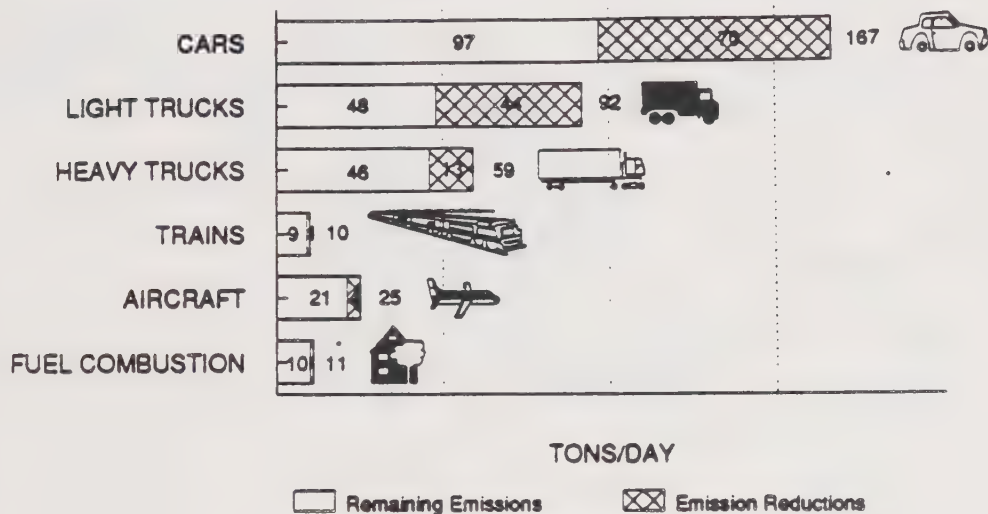 CARS 97 167
LIGHT TRUCKS 48 44 92
HEAVY TRUCKS 46 59
TRAINS 9 10
AIRCRAFT 21 25
FUEL COMBUSTION 10 11
TONS/DAY
Remaining Emissions Emission Reductions